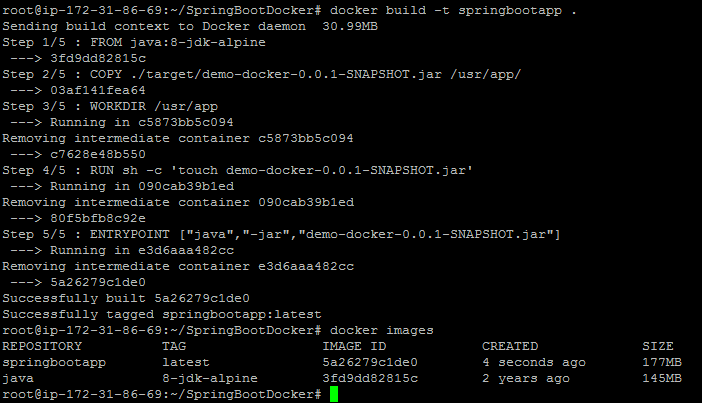 root@ip-172-31-86-69:~/SpringBootDocker# docker build -t springbootapp .
Sending build context to Docker daemon  30.99MB
Step 1/5 : FROM java:8-jdk-alpine
 ---> 3fd9dd82815c
Step 2/5 : COPY ./target/demo-docker-0.0.1-SNAPSHOT.jar /usr/app/
 ---> 03af141fea64
Step 3/5 : WORKDIR /usr/app
 ---> Running in c5873bb5c094
Removing intermediate container c5873bb5c094
 ---> c7628e48b550
Step 4/5 : RUN sh -c 'touch demo-docker-0.0.1-SNAPSHOT.jar'
 ---> Running in 090cab39b1ed
Removing intermediate container 090cab39b1ed
 ---> 80f5bfb8c92e
Step 5/5 : ENTRYPOINT ["java","-jar","demo-docker-0.0.1-SNAPSHOT.jar"]
 ---> Running in e3d6aaa482cc
Removing intermediate container e3d6aaa482cc
 ---> 5a26279c1de0
Successfully built 5a26279c1de0
Successfully tagged springbootapp:latest
root@ip-172-31-86-69:~/SpringBootDocker# docker images
REPOSITORY          TAG                 IMAGE ID            CREATED             SIZE
springbootapp       latest              5a26279c1de0        4 seconds ago       177MB
java                8-jdk-alpine        3fd9dd82815c        2 years ago         145MB
root@ip-172-31-86-69:~/SpringBootDocker#